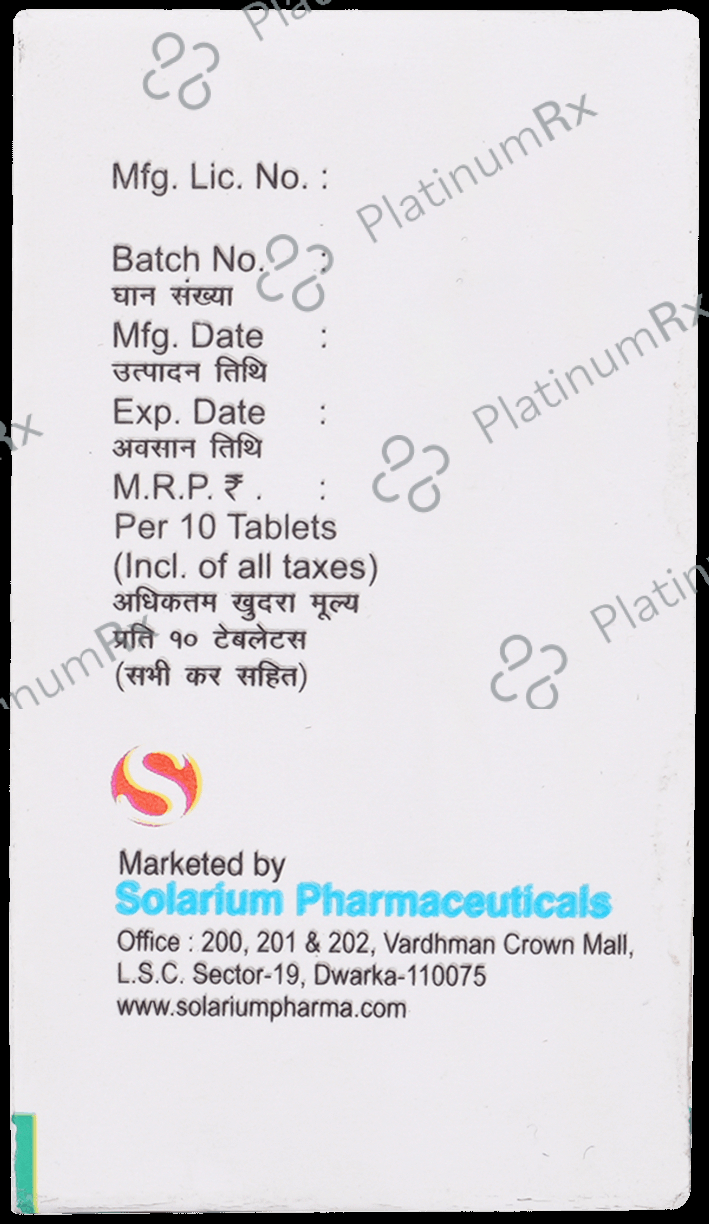 Mfg. Lic. No. :
Batch No. :
घान संख्या
Mfg. Date :
उत्पादन तिथि
Exp. Date :
अवसान तिथि
M.R.P. ₹ . :
Per 10 Tablets
(Incl. of all taxes)
अधिकतम खुदरा मूल्य
प्रति १० टेबलेटस
(सभी कर सहित)
S
Marketed by
Solarium Pharmaceuticals
Office : 200, 201 & 202, Vardhman Crown Mall,
L.S.C. Sector-19, Dwarka-110075
www.solariumpharma.com
PlatinumRx
PlatinumRx